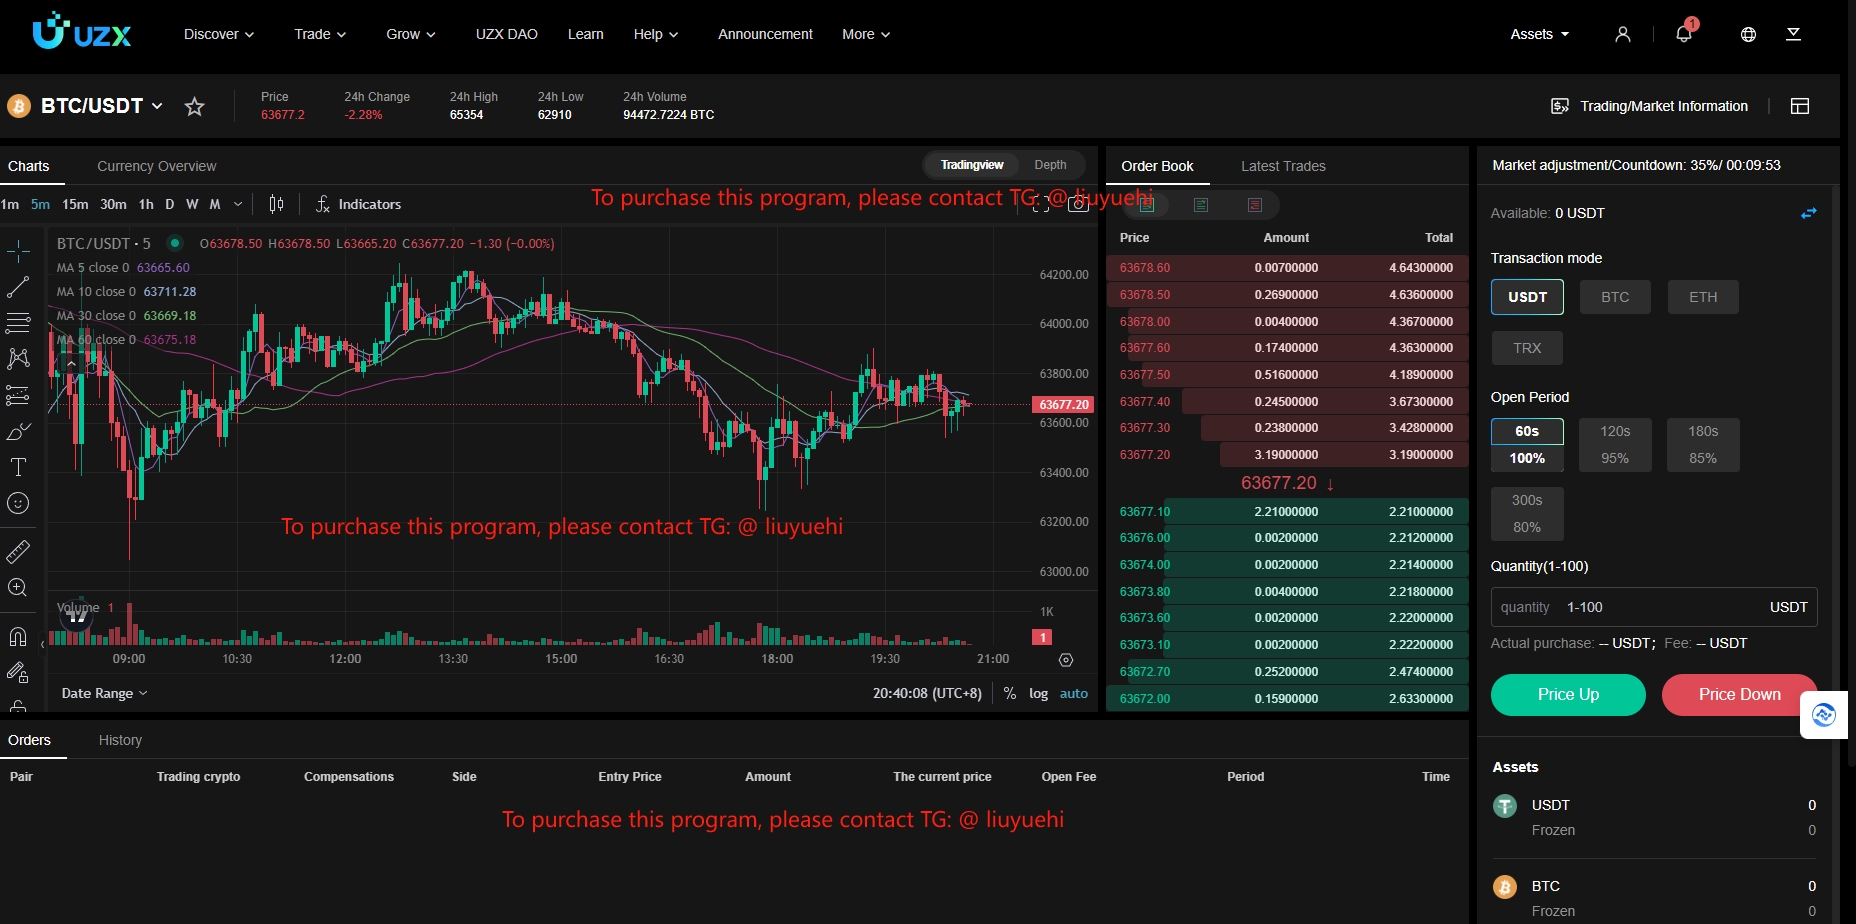 UZX
Discover
Trade
Grow
UZX DAO
Learn
Help
Announcement
More
Assets
1
BTC/USDT
Price
63677.2
24h Change
-2.28%
24h High
65354
24h Low
62910
24h Volume
94472.7224 BTC
Trading/Market Information
Charts
Currency Overview
Tradingview
Depth
1m 5m 15m 30m 1h D W M
Indicators
To purchase this program, please contact TG: @ liuyuehi
BTC/USDT · 5 O63678.50 H63678.50 L63665.20 C63677.20 −1.30 (−0.00%)
MA 5 close 0 63665.60
MA 10 close 0 63711.28
MA 30 close 0 63669.18
MA 60 close 0 63675.18
64200.00
64000.00
63800.00
63677.20
63600.00
63400.00
63200.00
63000.00
To purchase this program, please contact TG: @ liuyuehi
Volume 1
1K
1
09:00 10:30 12:00 13:30 15:00 16:30 18:00 19:30 21:00
Date Range
20:40:08 (UTC+8) % log auto
Order Book
Latest Trades
Price Amount Total
63678.60 0.00700000 4.64300000
63678.50 0.26900000 4.63600000
63678.00 0.00400000 4.36700000
63677.60 0.17400000 4.36300000
63677.50 0.51600000 4.18900000
63677.40 0.24500000 3.67300000
63677.30 0.23800000 3.42800000
63677.20 3.19000000 3.19000000
63677.20 ↓
63677.10 2.21000000 2.21000000
63676.00 0.00200000 2.21200000
63674.00 0.00200000 2.21400000
63673.80 0.00400000 2.21800000
63673.60 0.00200000 2.22000000
63673.10 0.00200000 2.22200000
63672.70 0.25200000 2.47400000
63672.00 0.15900000 2.63300000
Market adjustment/Countdown: 35%/ 00:09:53
Available: 0 USDT
Transaction mode
USDT
BTC
ETH
TRX
Open Period
60s
100%
120s
95%
180s
85%
300s
80%
Quantity(1-100)
quantity 1-100 USDT
Actual purchase: -- USDT; Fee: -- USDT
Price Up
Price Down
Assets
USDT 0
Frozen 0
BTC 0
Frozen 0
Orders
History
Pair Trading crypto Compensations Side Entry Price Amount The current price Open Fee Period Time
To purchase this program, please contact TG: @ liuyuehi